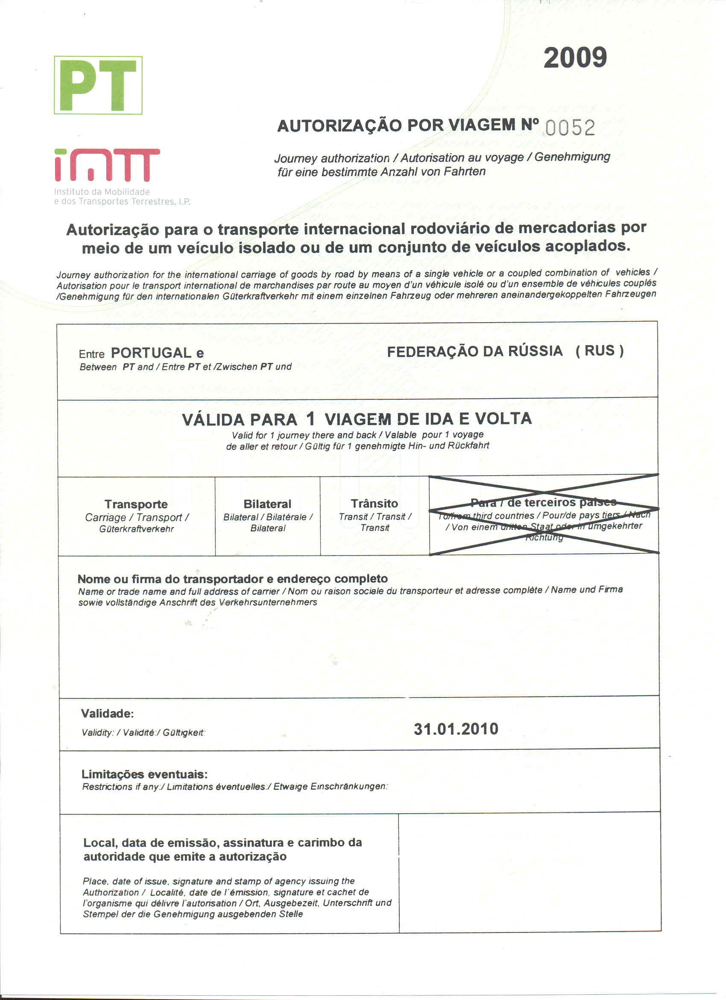 2009
PT
AUTORIZAÇÃO POR VIAGEM Nº 0052
Journey authorization / Autorisation au voyage / Genehmigung
für eine bestimmte Anzahl von Fahrten
imtt
Instituto da Mobilidade
e dos Transportes Terrestres, I.P.
Autorização para o transporte internacional rodoviário de mercadorias por
meio de um veículo isolado ou de um conjunto de veículos acoplados.
Journey authorization for the international carriage of goods by road by means of a single vehicle or a coupled combination of vehicles /
Autorisation pour le transport international de marchandises par route au moyen d'un véhicule isolé ou d'un ensemble de véhicules couplés
/Genehmigung für den internationalen Güterkraftverkehr mit einem einzelnen Fahrzeug oder mehreren aneinandergekoppelten Fahrzeugen
Entre PORTUGAL e FEDERAÇÃO DA RÚSSIA ( RUS )
Between PT and / Entre PT et /Zwischen PT und
VÁLIDA PARA 1 VIAGEM DE IDA E VOLTA
Valid for 1 journey there and back / Valable pour 1 voyage
de aller et retour / Gültig für 1 genehmigte Hin- und Rückfahrt
Transporte
Carriage / Transport /
Güterkraftverkehr
Bilateral
Bilateral / Bilatérale /
Bilateral
Trânsito
Transit / Transit /
Transit
Para / de terceiros países
To/from third countries / Pour/de pays tiers / Nach
/ Von einem dritten Staat oder in umgekehrter
Richtung
Nome ou firma do transportador e endereço completo
Name or trade name and full address of carrier / Nom ou raison sociale du transporteur et adresse complète / Name und Firma
sowie vollständige Anschrift des Verkehrsunternehmers
Validade:
Validity: / Validité:/ Gültigkeit:
31.01.2010
Limitações eventuais:
Restrictions if any:/ Limitations éventuelles:/ Etwaige Einschränkungen:
Local, data de emissão, assinatura e carimbo da
autoridade que emite a autorização
Place, date of issue, signature and stamp of agency issuing the
Authorization / Localité, date de l'émission, signature et cachet de
l'organisme qui délivre l'autorisation / Ort, Ausgebezeit, Unterschrift und
Stempel der die Genehmigung ausgebenden Stelle